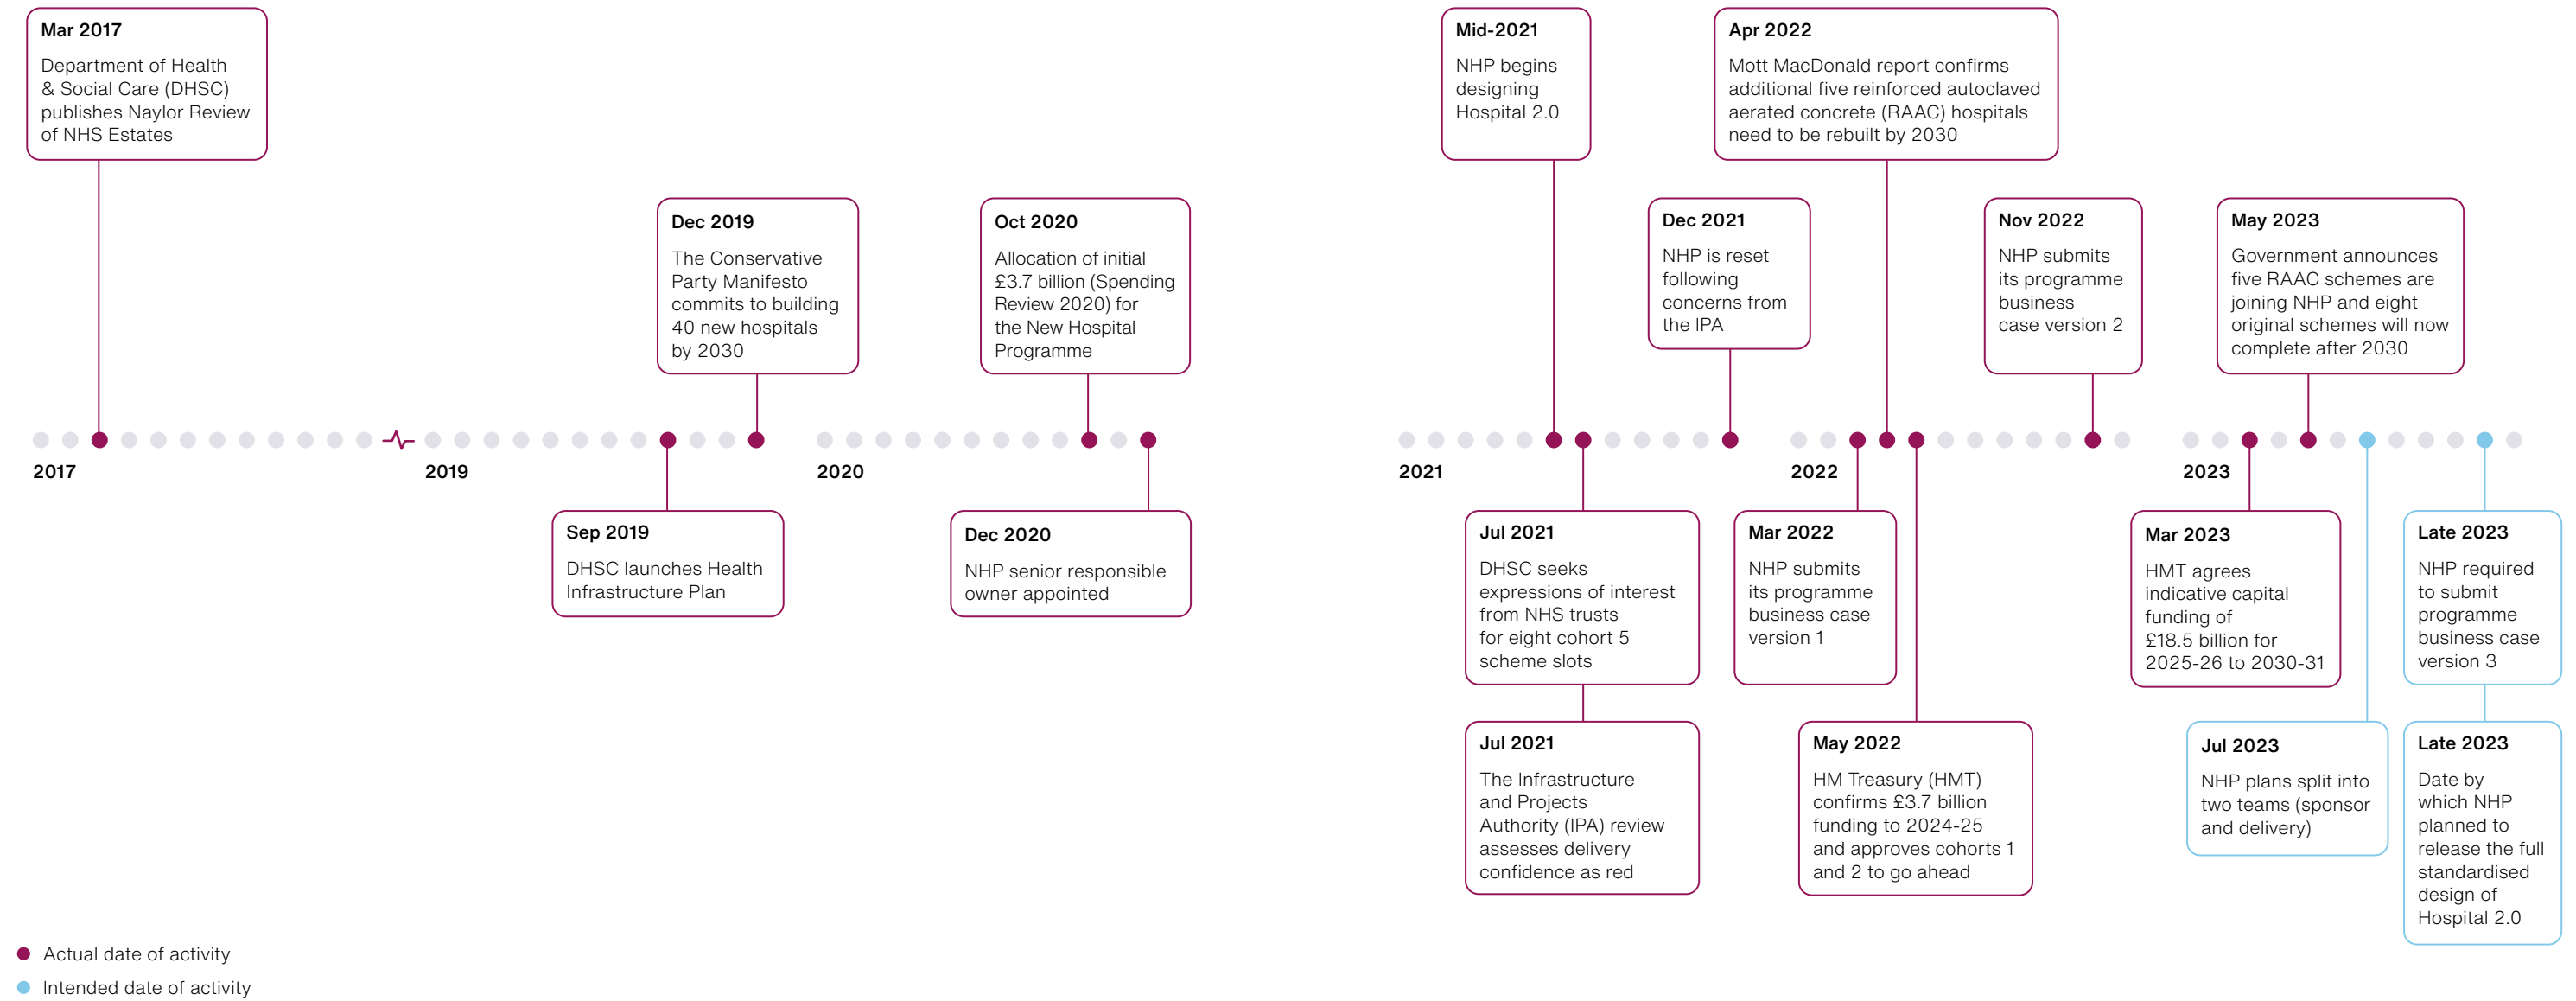 Mar 2017
Department of Health
& Social Care (DHSC)
publishes Naylor Review
of NHS Estates
Dec 2019
The Conservative
Party Manifesto
commits to building
40 new hospitals
by 2030
Oct 2020
Allocation of initial
£3.7 billion (Spending
Review 2020) for
the New Hospital
Programme
Mid-2021
NHP begins
designing
Hospital 2.0
Dec 2021
NHP is reset
following
concerns from
the IPA
Apr 2022
Mott MacDonald report confirms
additional five reinforced autoclaved
aerated concrete (RAAC) hospitals
need to be rebuilt by 2030
Nov 2022
NHP submits
its programme
business
case version 2
May 2023
Government announces
five RAAC schemes are
joining NHP and eight
original schemes will now
complete after 2030
2017
2019
2020
2021
2022
2023
Sep 2019
DHSC launches Health
Infrastructure Plan
Dec 2020
NHP senior responsible
owner appointed
Jul 2021
DHSC seeks
expressions of interest
from NHS trusts
for eight cohort 5
scheme slots
Jul 2021
The Infrastructure
and Projects
Authority (IPA) review
assesses delivery
confidence as red
Mar 2022
NHP submits
its programme
business case
version 1
May 2022
HM Treasury (HMT)
confirms £3.7 billion
funding to 2024-25
and approves cohorts 1
and 2 to go ahead
Mar 2023
HMT agrees
indicative capital
funding of
£18.5 billion for
2025-26 to 2030-31
Jul 2023
NHP plans split into
two teams (sponsor
and delivery)
Late 2023
NHP required
to submit
programme
business case
version 3
Late 2023
Date by
which NHP
planned to
release the full
standardised
design of
Hospital 2.0
Actual date of activity
Intended date of activity